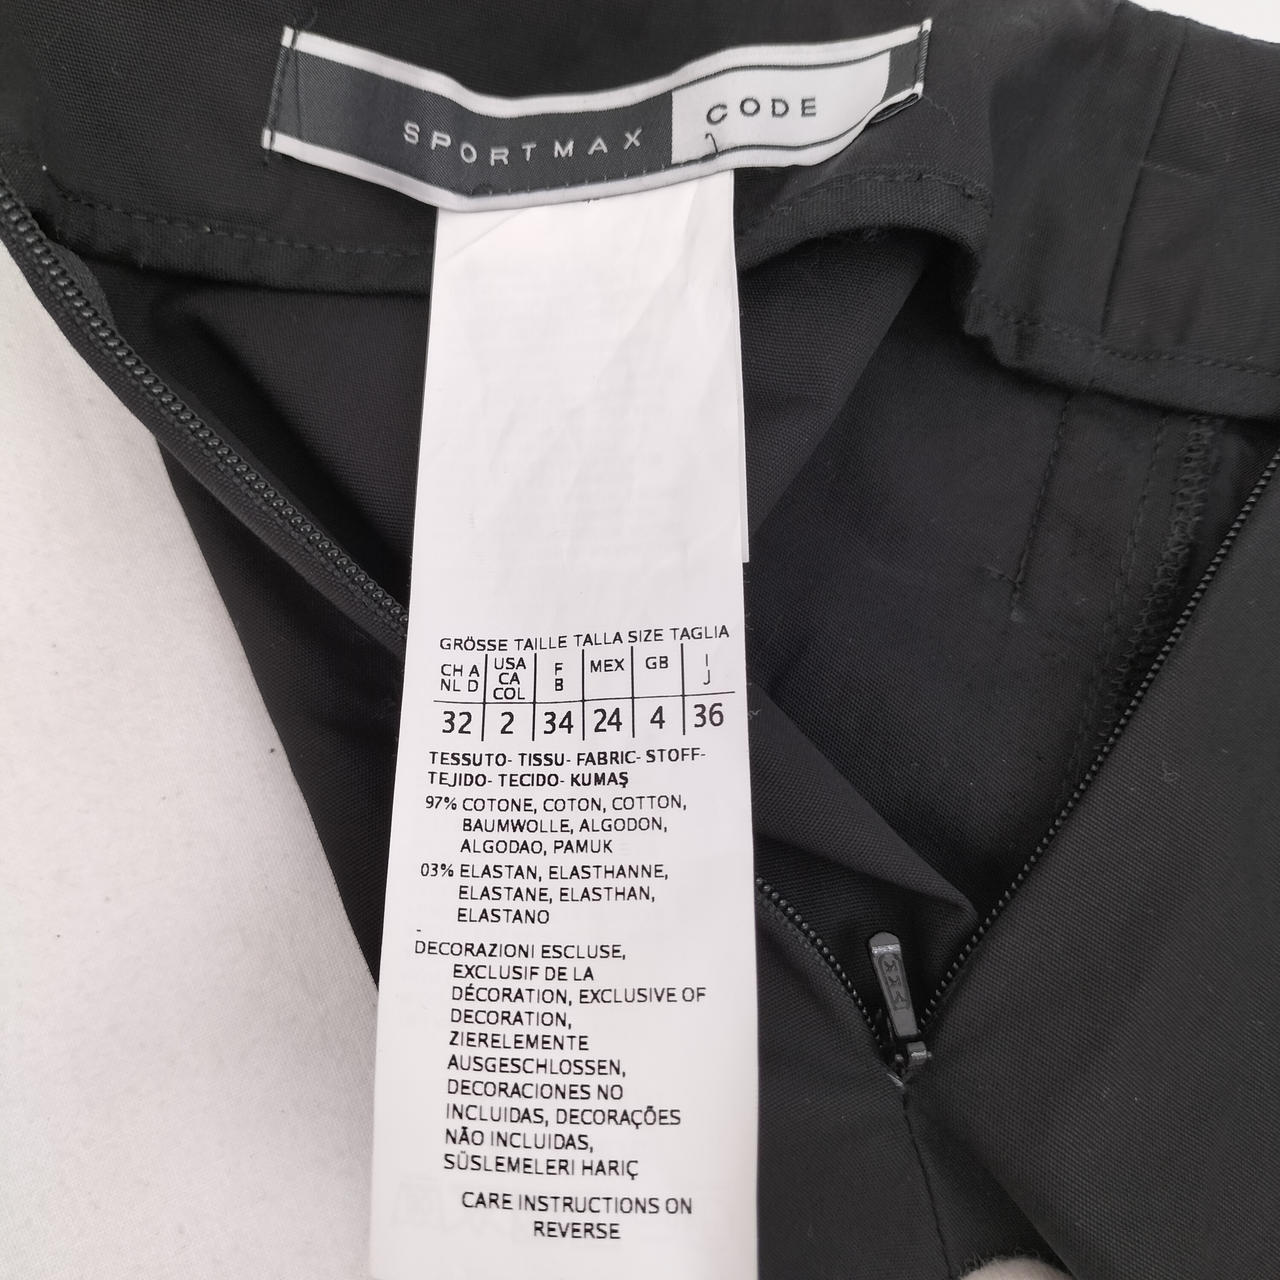 SPORTMAX CODE
GRÖSSE TAILLE TALLA SIZE TAGLIA
CH A NL D | USA CA COL | F B | MEX | GB | I J
32 | 2 | 34 | 24 | 4 | 36
TESSUTO- TISSU- FABRIC- STOFF-
TEJIDO- TECIDO- KUMAŞ
97% COTONE, COTON, COTTON,
BAUMWOLLE, ALGODON,
ALGODAO, PAMUK
03% ELASTAN, ELASTHANNE,
ELASTANE, ELASTHAN,
ELASTANO
-
DECORAZIONI ESCLUSE,
EXCLUSIF DE LA
DÉCORATION, EXCLUSIVE OF
DECORATION,
ZIERELEMENTE
AUSGESCHLOSSEN,
DECORACIONES NO
INCLUIDAS, DECORAÇÕES
NÃO INCLUIDAS,
SÜSLEMELERI HARIÇ
CARE INSTRUCTIONS ON
REVERSE
YKK